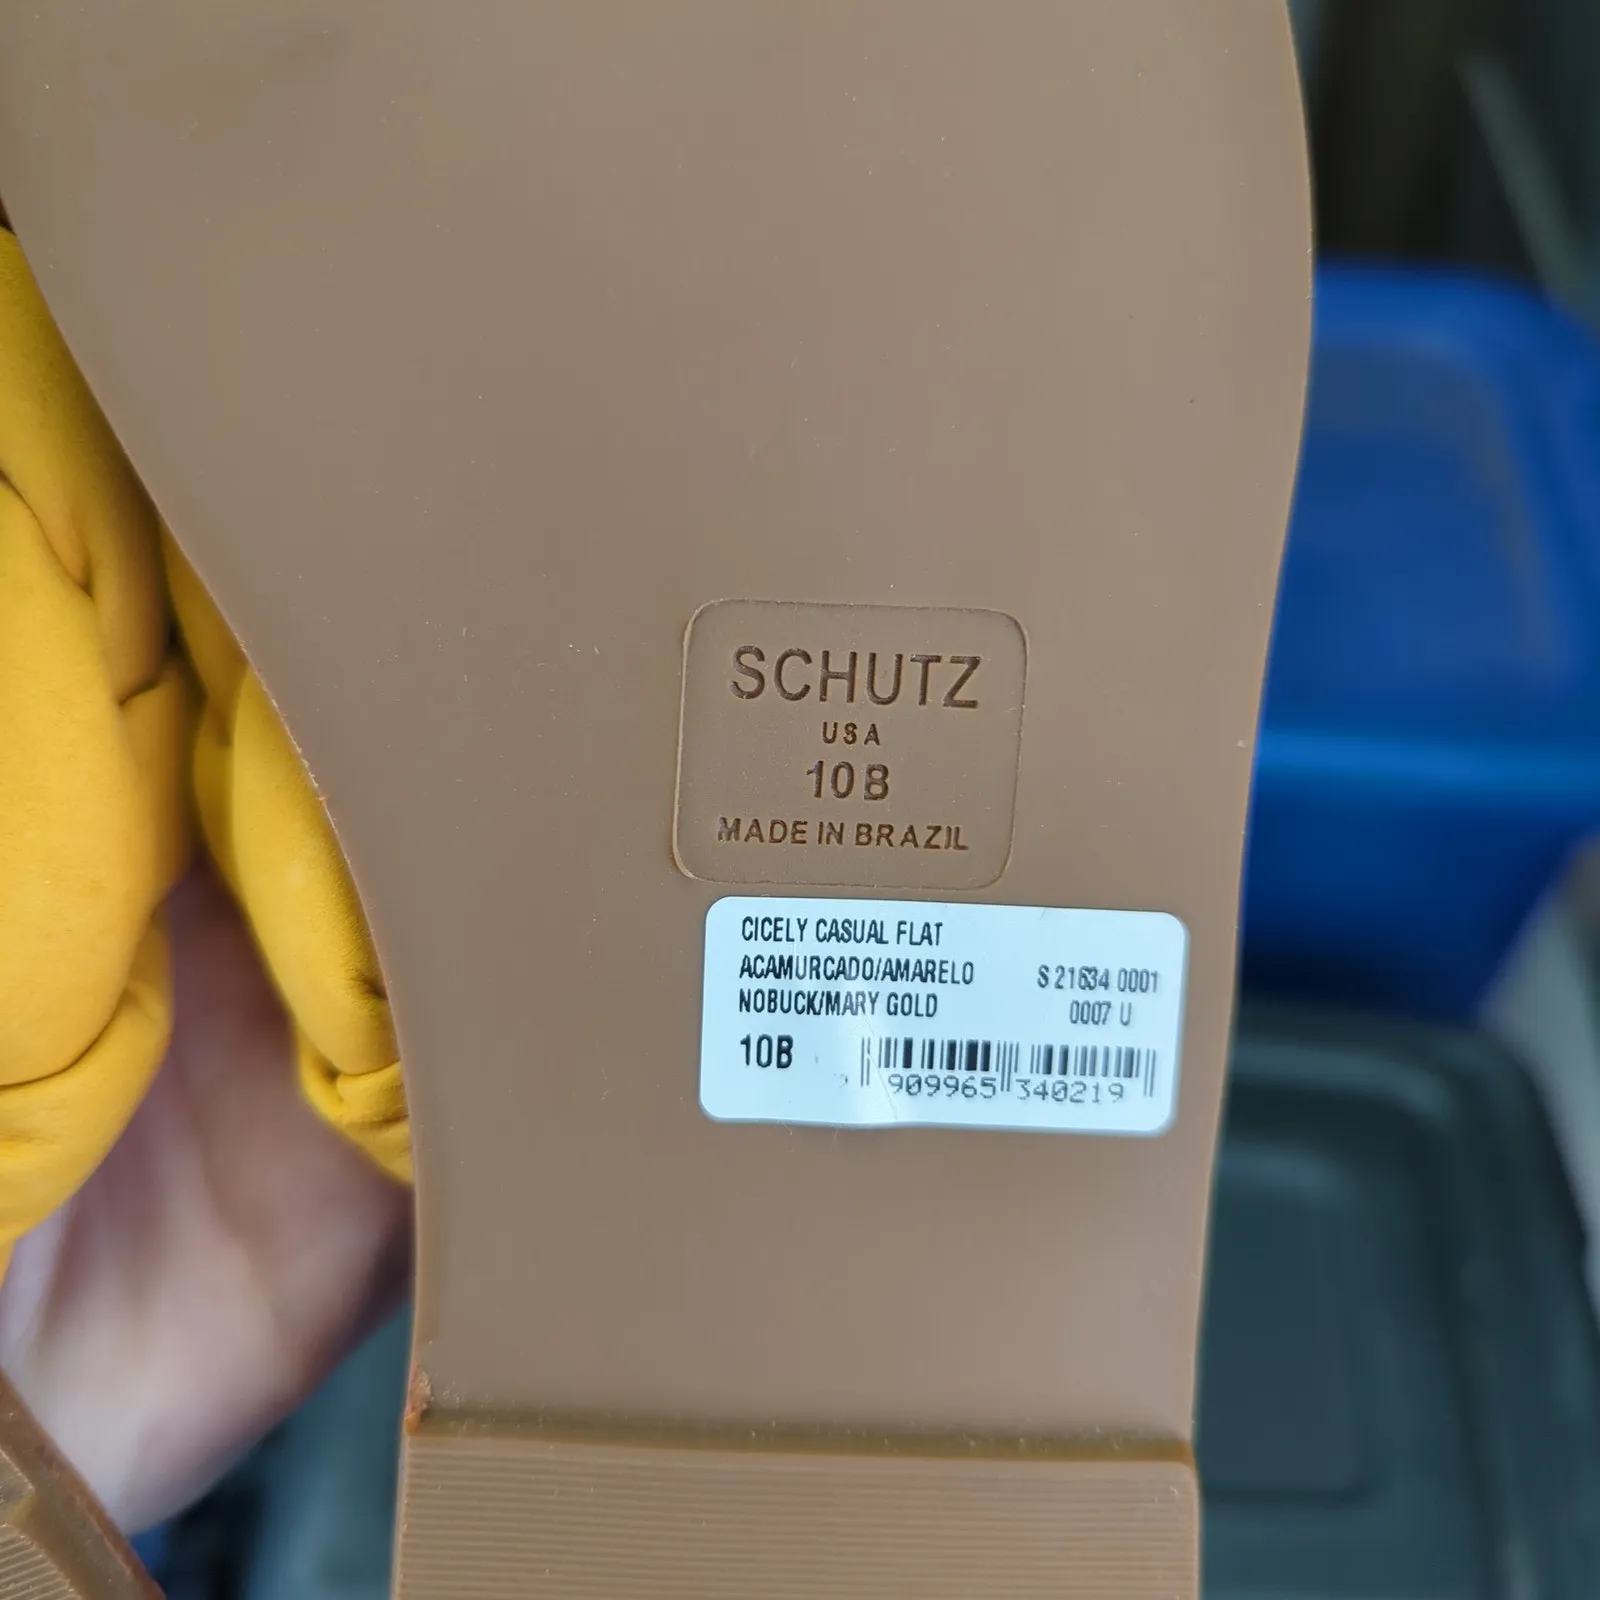 SCHUTZ
USA
10B
MADE IN BRAZIL
CICELY CASUAL FLAT
ACAMURCADO/AMARELO S 21634 0001
NOBUCK/MARY GOLD 0007 U
10B
909965 340219